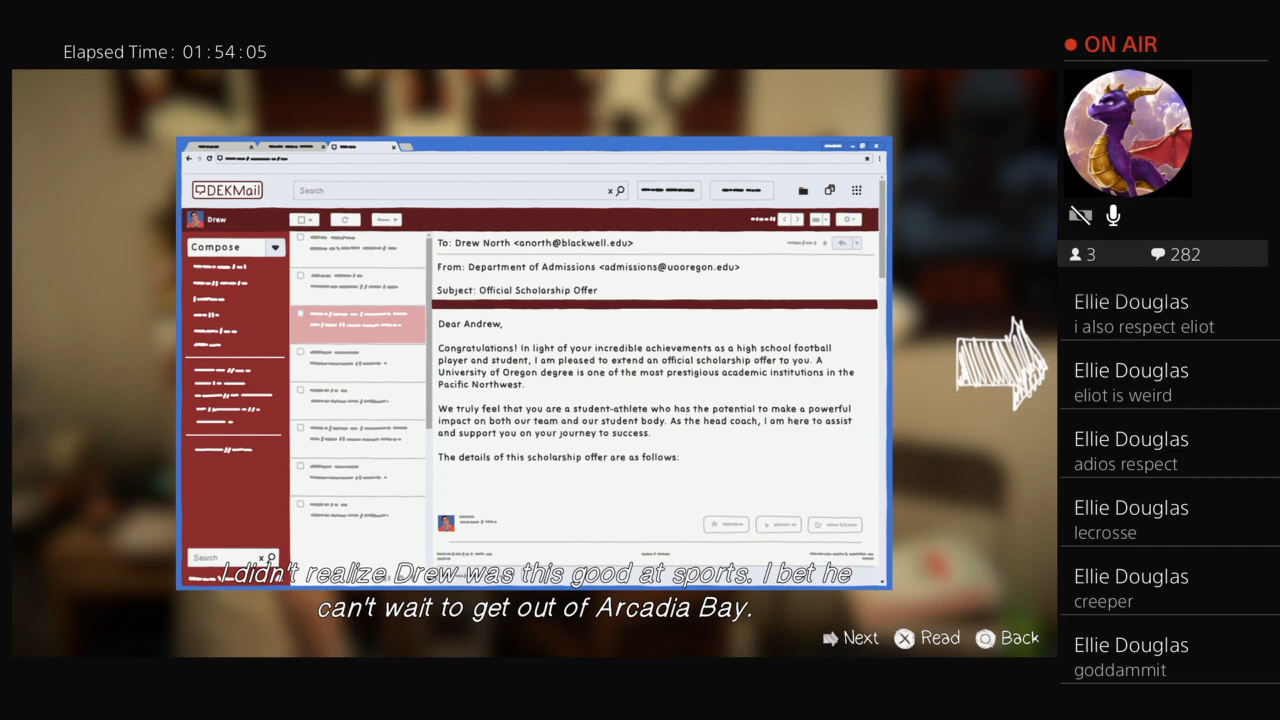 Elapsed Time: 01:54:05
ON AIR
3
282
DEKMail
Search
Drew
Compose
To: Drew North <anorth@blackwell.edu>
From: Department of Admissions <admissions@uooregon.edu>
Subject: Official Scholarship Offer
Dear Andrew,
Congratulations! In light of your incredible achievements as a high school football
player and student, I am pleased to extend an official scholarship offer to you. A
University of Oregon degree is one of the most prestigious academic institutions in the
Pacific Northwest.
We truly feel that you are a student-athlete who has the potential to make a powerful
impact on both our team and our student body. As the head coach, I am here to assist
and support you on your journey to success.
The details of this scholarship offer are as follows:
Search
I didn't realize Drew was this good at sports. I bet he
can't wait to get out of Arcadia Bay.
Next
Read
Back
Ellie Douglas
i also respect eliot
Ellie Douglas
eliot is weird
Ellie Douglas
adios respect
Ellie Douglas
lecrosse
Ellie Douglas
creeper
Ellie Douglas
goddammit